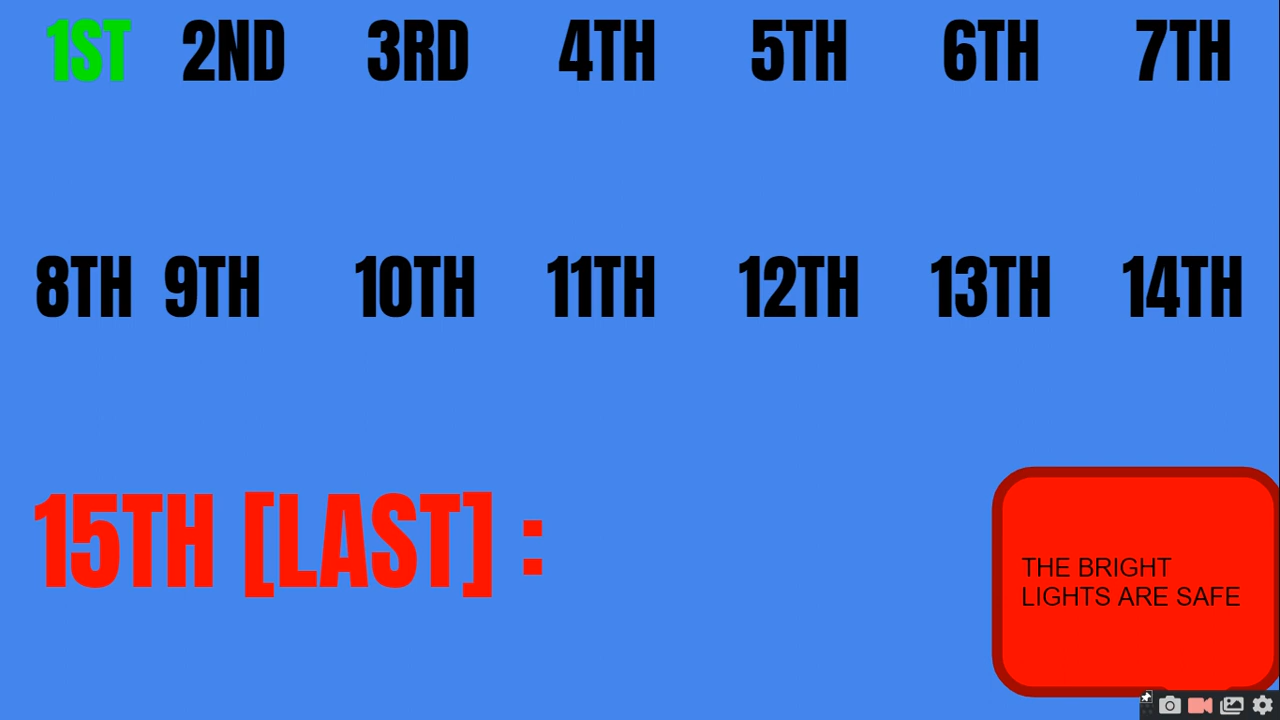 1ST 2ND 3RD 4TH 5TH 6TH 7TH
8TH 9TH 10TH 11TH 12TH 13TH 14TH
15TH [LAST] :
THE BRIGHT
LIGHTS ARE SAFE